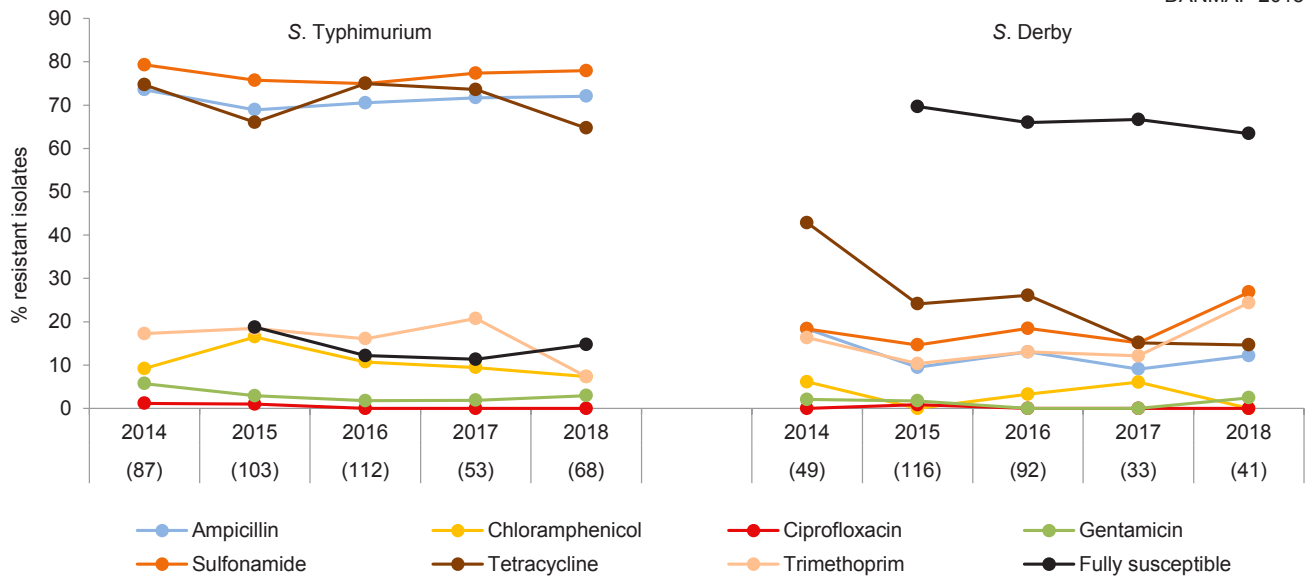 90
80
70
60
50
40
30
20
10
0
% resistant isolates
S. Typhimurium
S. Derby
2014 2015 2016 2017 2018 2014 2015 2016 2017 2018
(87) (103) (112) (53) (68) (49) (116) (92) (33) (41)
Ampicillin Chloramphenicol Ciprofloxacin Gentamicin
Sulfonamide Tetracycline Trimethoprim Fully susceptible